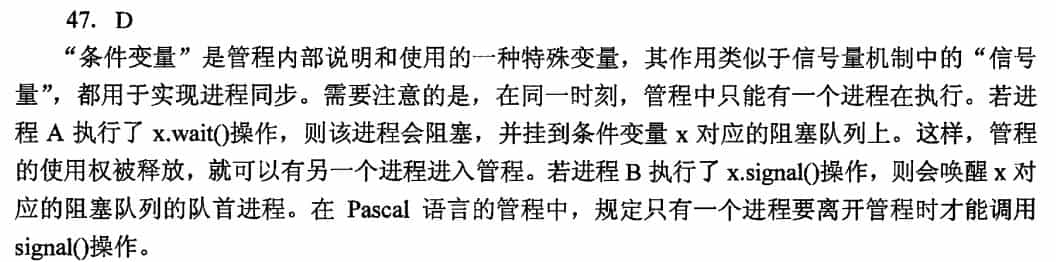 47. D
“条件变量”是管程内部说明和使用的一种特殊变量，其作用类似于信号量机制中的“信号
量”，都用于实现进程同步。需要注意的是，在同一时刻，管程中只能有一个进程在执行。若进
程 A 执行了 x.wait()操作，则该进程会阻塞，并挂到条件变量 x 对应的阻塞队列上。这样，管程
的使用权被释放，就可以有另一个进程进入管程。若进程 B 执行了 x.signal()操作，则会唤醒 x 对
应的阻塞队列的队首进程。在 Pascal 语言的管程中，规定只有一个进程要离开管程时才能调用
signal()操作。